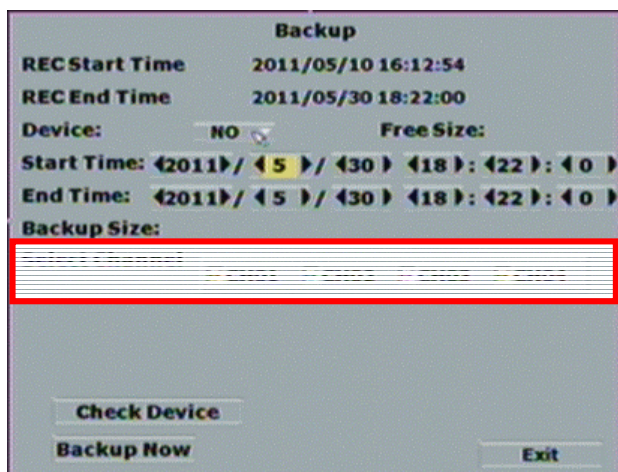 Backup
REC Start Time 2011/05/10 16:12:54
REC End Time 2011/05/30 18:22:00
Device: NO Free Size:
Start Time: 2011 / 5 / 30 18 : 22 : 0
End Time: 2011 / 5 / 30 18 : 22 : 0
Backup Size:
Check Device
Backup Now Exit